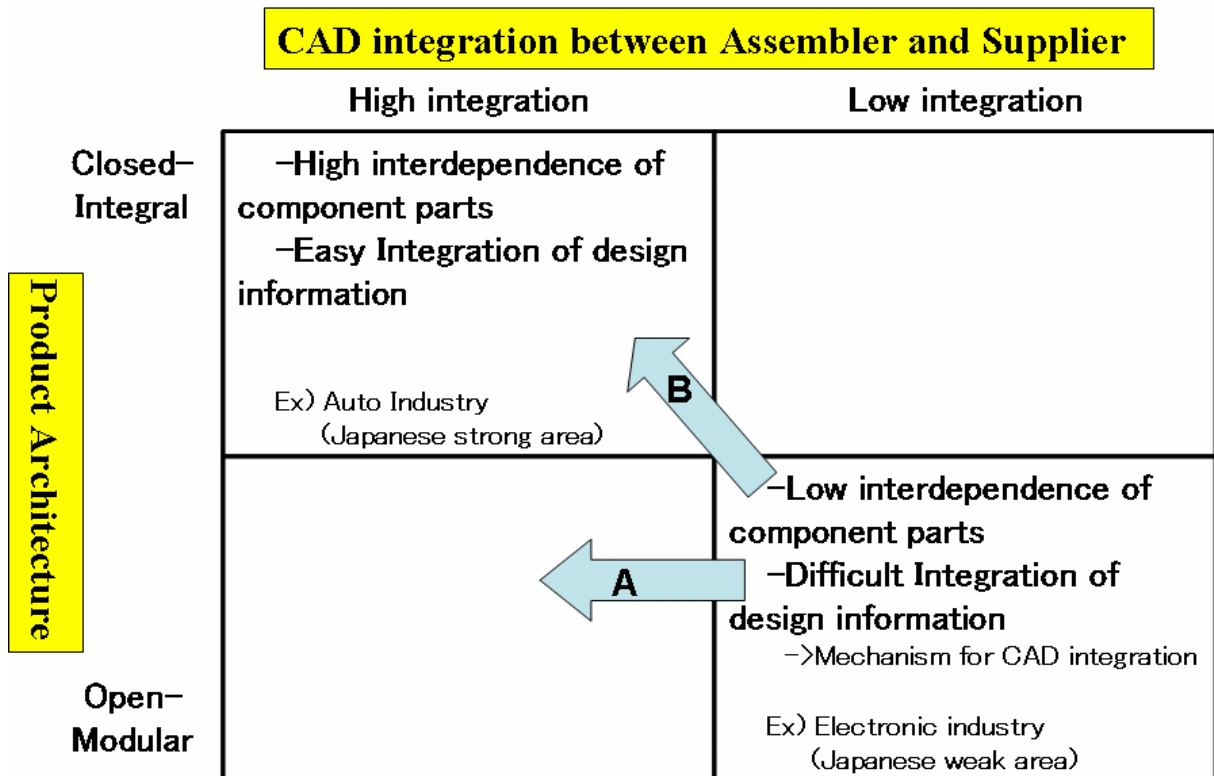 CAD integration between Assembler and Supplier
High integration
Low integration
Closed-
Integral
-High interdependence of
component parts
-Easy Integration of design
information
Ex) Auto Industry
(Japanese strong area)
B
Product Architecture
-Low interdependence of
component parts
-Difficult Integration of
design information
->Mechanism for CAD integration
A
Open-
Modular
Ex) Electronic industry
(Japanese weak area)